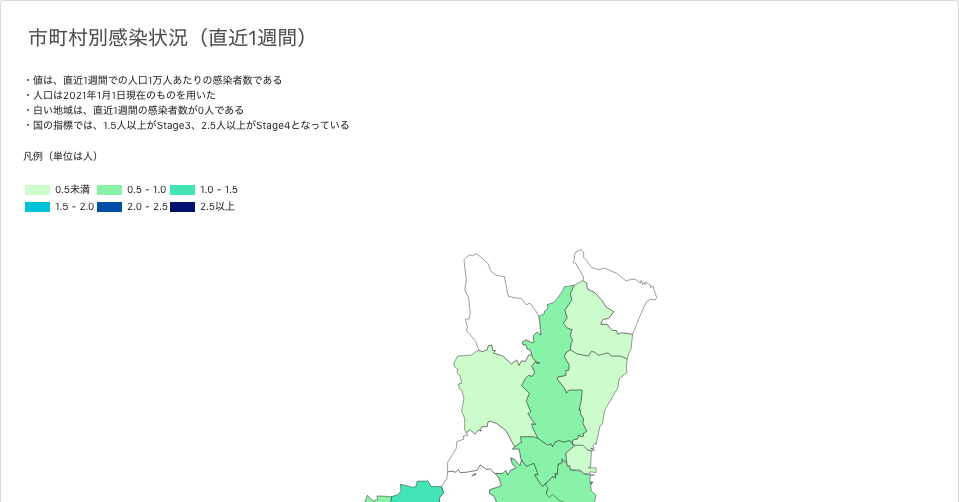 市町村別感染状況（直近1週間）
・値は、直近1週間での人口1万人あたりの感染者数である
・人口は2021年1月1日現在のものを用いた
・白い地域は、直近1週間の感染者数が0人である
・国の指標では、1.5人以上がStage3、2.5人以上がStage4となっている
凡例（単位は人）
0.5未満 0.5 - 1.0 1.0 - 1.5
1.5 - 2.0 2.0 - 2.5 2.5以上